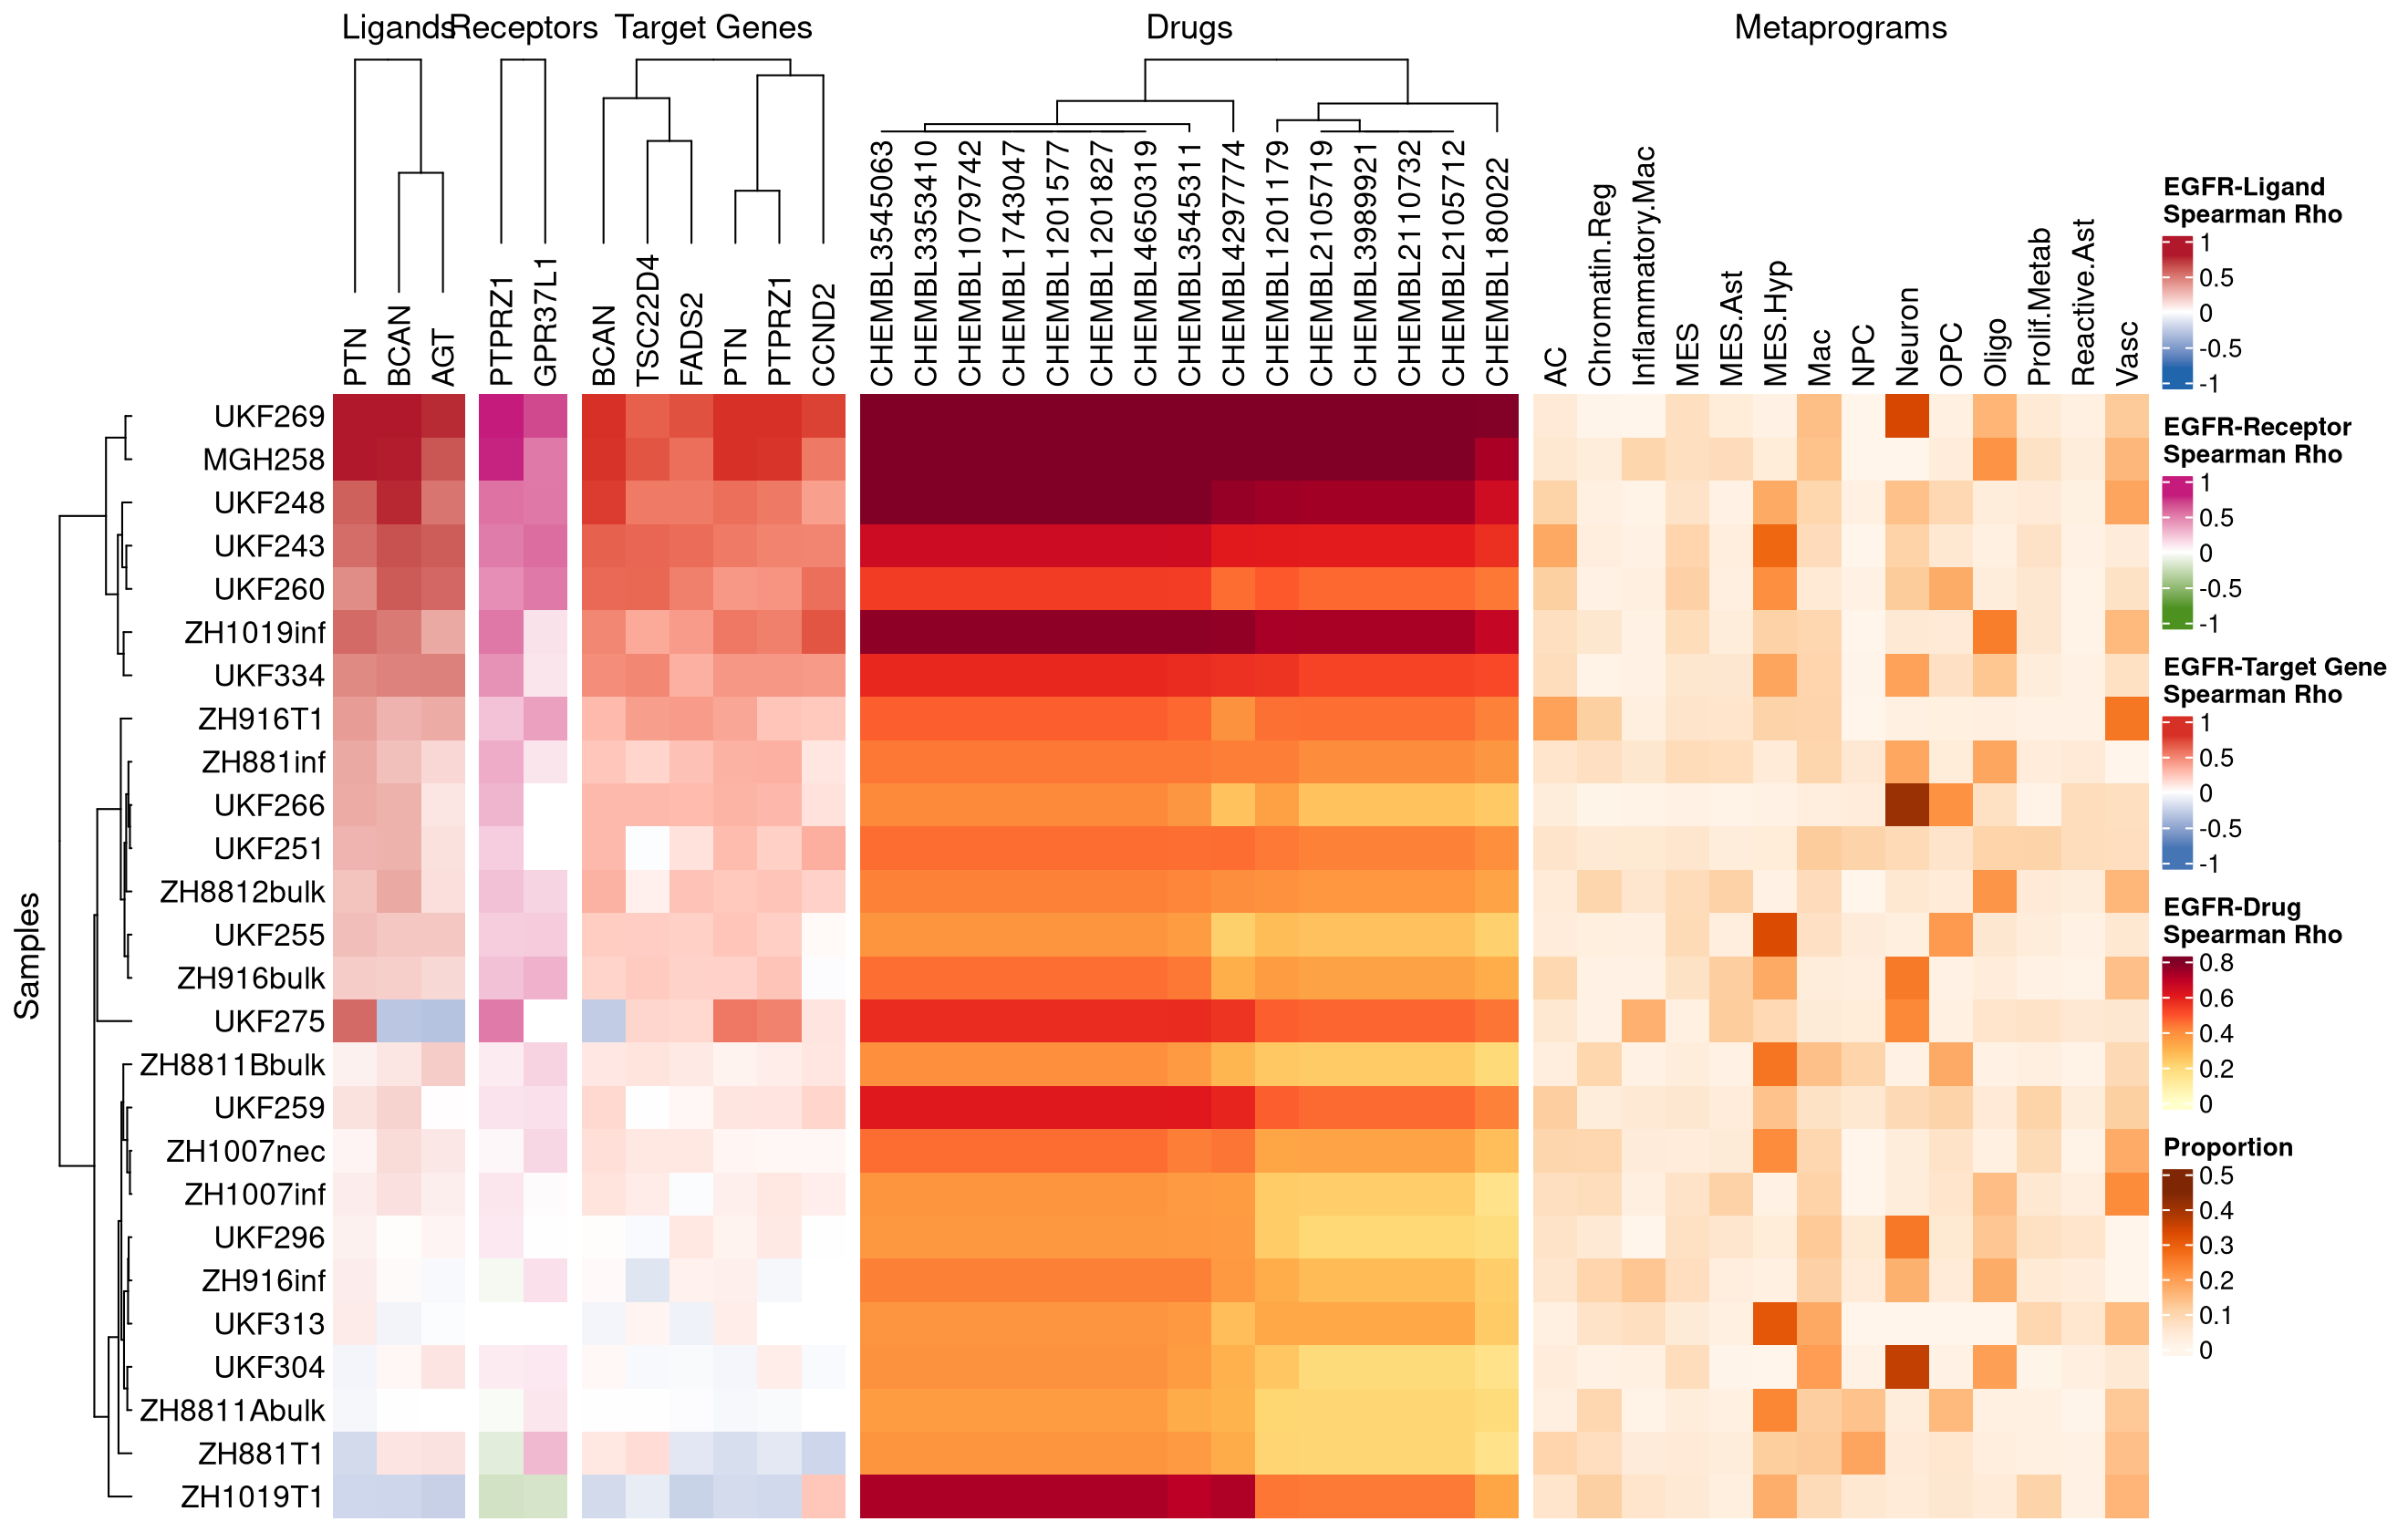 Ligands Receptors Target Genes Drugs Metaprograms
PTN
BCAN
AGT
PTPRZ1
GPR37L1
BCAN
TSC22D4
FADS2
PTN
PTPRZ1
CCND2
CHEMBL3545063
CHEMBL3353410
CHEMBL1079742
CHEMBL1743047
CHEMBL1201577
CHEMBL1201827
CHEMBL4650319
CHEMBL3545311
CHEMBL4297774
CHEMBL1201179
CHEMBL2105719
CHEMBL3989921
CHEMBL2110732
CHEMBL2105712
CHEMBL180022
AC
Chromatin.Reg
Inflammatory.Mac
MES
MES.Ast
MES.Hyp
Mac
NPC
Neuron
OPC
Oligo
Prolif.Metab
Reactive.Ast
Vasc
Samples
UKF269
MGH258
UKF248
UKF243
UKF260
ZH1019inf
UKF334
ZH916T1
ZH881inf
UKF266
UKF251
ZH8812bulk
UKF255
ZH916bulk
UKF275
ZH8811Bbulk
UKF259
ZH1007nec
ZH1007inf
UKF296
ZH916inf
UKF313
UKF304
ZH8811Abulk
ZH881T1
ZH1019T1
EGFR-Ligand
Spearman Rho
1
0.5
0
-0.5
-1
EGFR-Receptor
Spearman Rho
1
0.5
0
-0.5
-1
EGFR-Target Gene
Spearman Rho
1
0.5
0
-0.5
-1
EGFR-Drug
Spearman Rho
0.8
0.6
0.4
0.2
0
Proportion
0.5
0.4
0.3
0.2
0.1
0